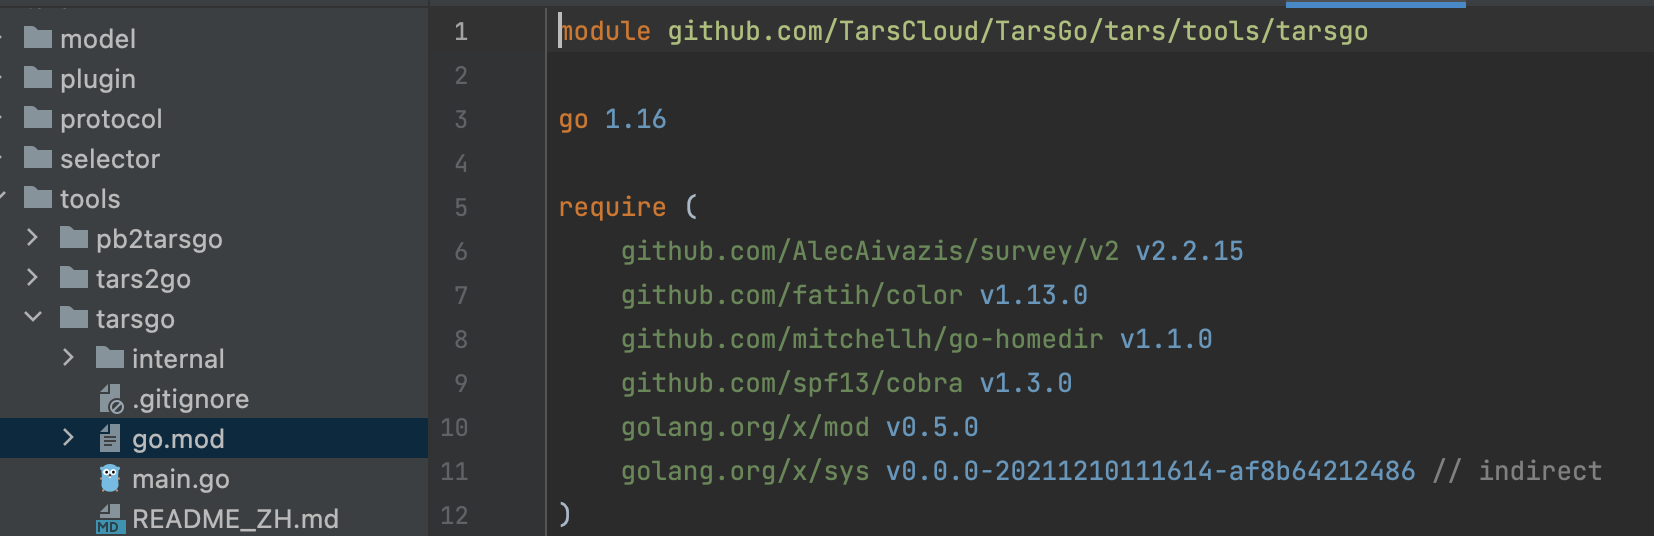 model
plugin
protocol
selector
tools
pb2tarsgo
tars2go
tarsgo
internal
.gitignore
go.mod
main.go
MD README_ZH.md
1 module github.com/TarsCloud/TarsGo/tars/tools/tarsgo
2
3 go 1.16
4
5 require (
6 github.com/AlecAivazis/survey/v2 v2.2.15
7 github.com/fatih/color v1.13.0
8 github.com/mitchellh/go-homedir v1.1.0
9 github.com/spf13/cobra v1.3.0
10 golang.org/x/mod v0.5.0
11 golang.org/x/sys v0.0.0-20211210111614-af8b64212486 // indirect
12 )